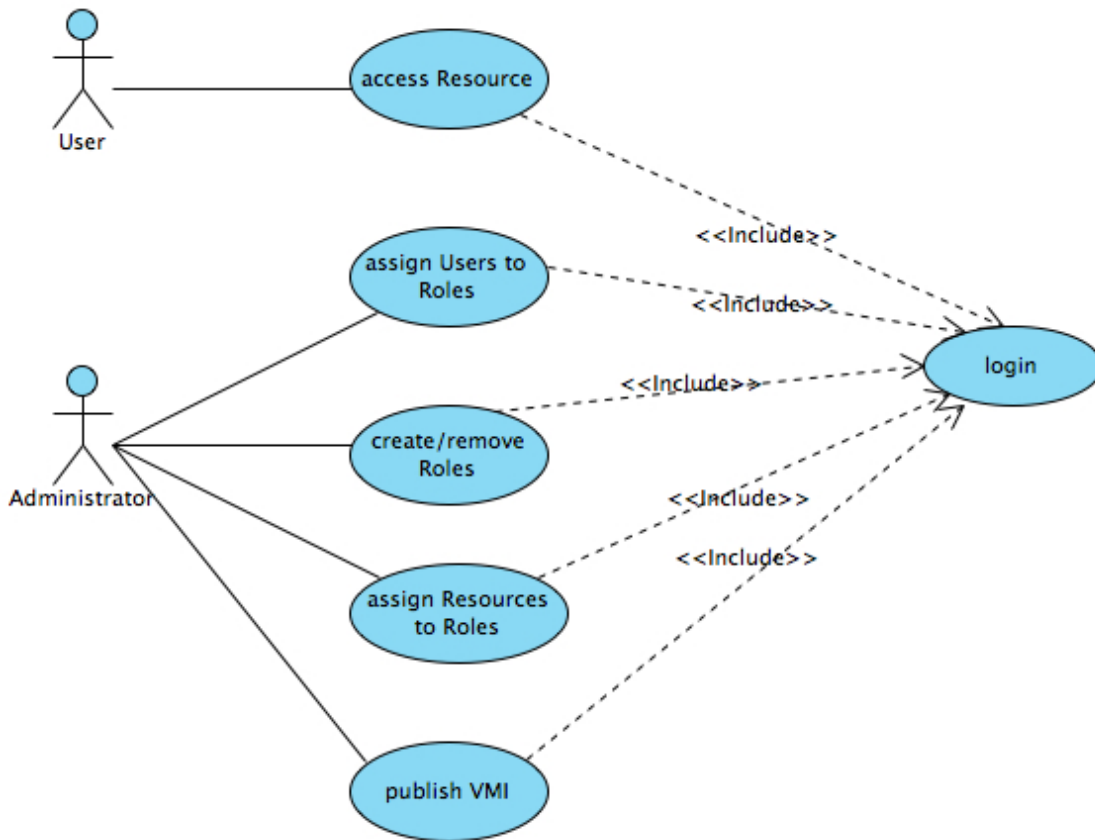 access Resource
User
<<Include>>
assign Users to
Roles
<<Include>>
login
<<Include>>
create/remove
Roles
Administrator
<<Include>>
<<Include>>
assign Resources
to Roles
publish VMI